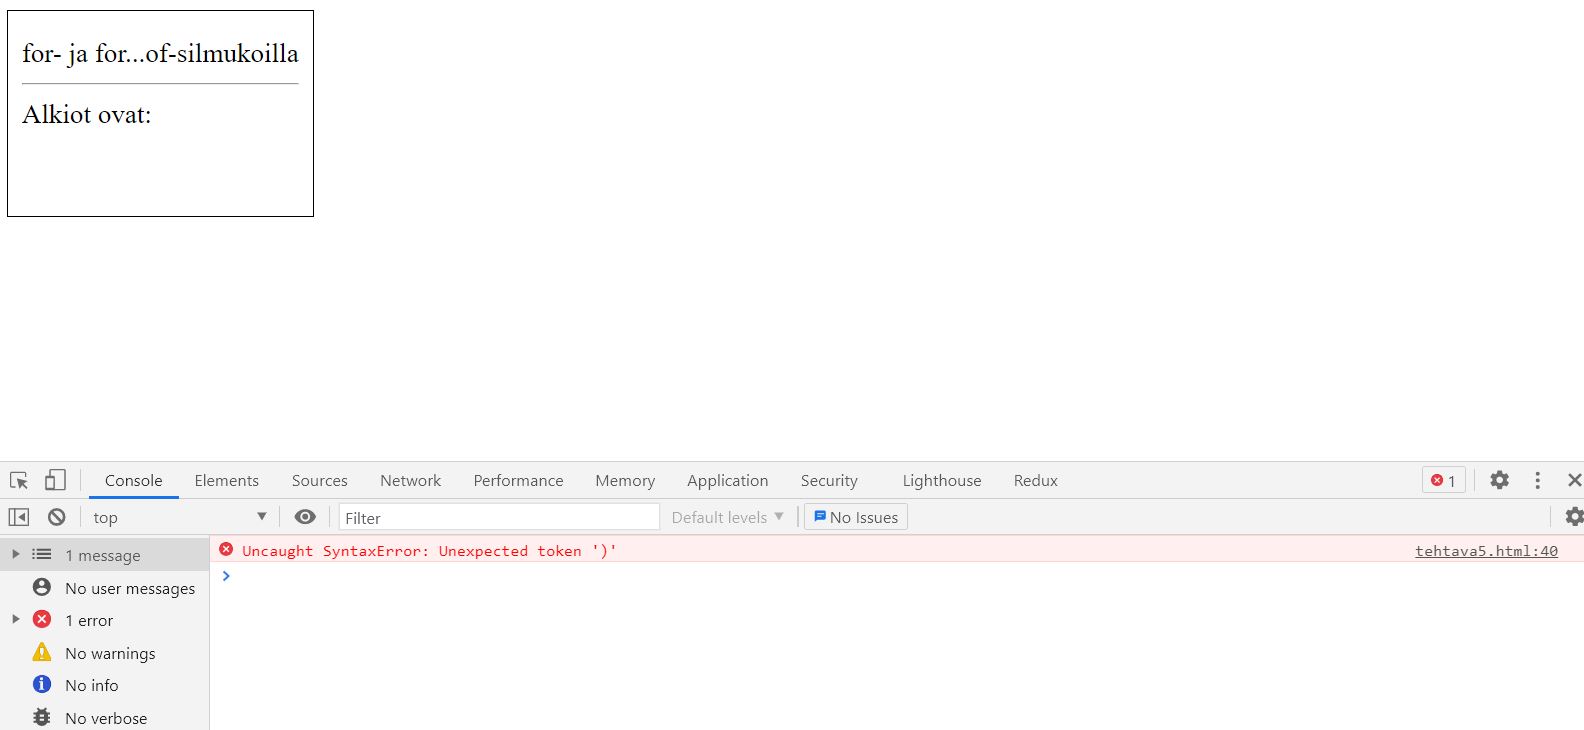 for- ja for...of-silmukoilla
Alkiot ovat:
Console Elements Sources Network Performance Memory Application Security Lighthouse Redux 1
top Filter Default levels No Issues
1 message
Uncaught SyntaxError: Unexpected token ')' tehtava5.html:40
No user messages
1 error
No warnings
No info
No verbose